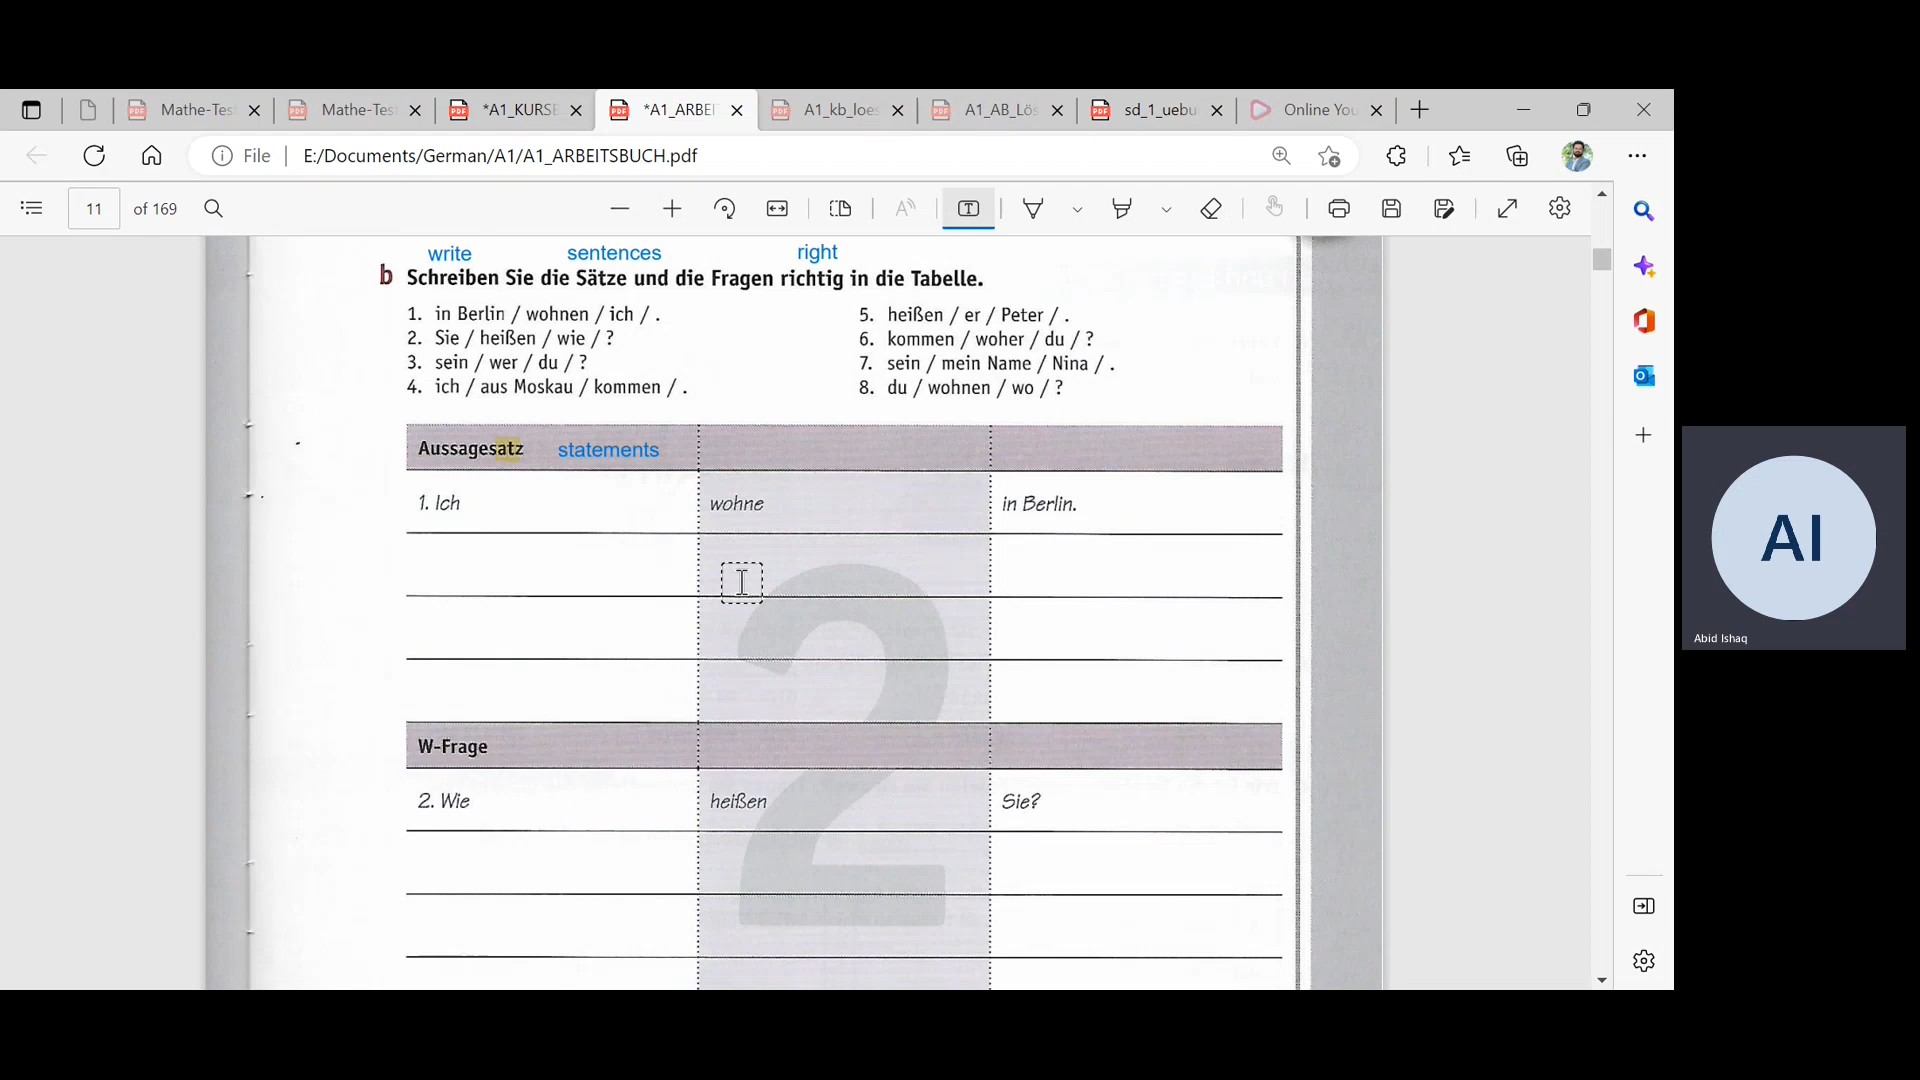 Mathe-Tes
Mathe-Tes
*A1_KURSE
*A1_ARBEI
A1_kb_loes
A1_AB_Lös
sd_1_uebu
Online You
File
E:/Documents/German/A1/A1_ARBEITSBUCH.pdf
11
of 169
write sentences right
b Schreiben Sie die Sätze und die Fragen richtig in die Tabelle.
1. in Berlin / wohnen / ich / .
2. Sie / heißen / wie / ?
3. sein / wer / du / ?
4. ich / aus Moskau / kommen / .
5. heißen / er / Peter / .
6. kommen / woher / du / ?
7. sein / mein Name / Nina / .
8. du / wohnen / wo / ?
Aussagesatz statements
1. Ich wohne in Berlin.
2
W-Frage
2. Wie heißen Sie?
AI
Abid Ishaq